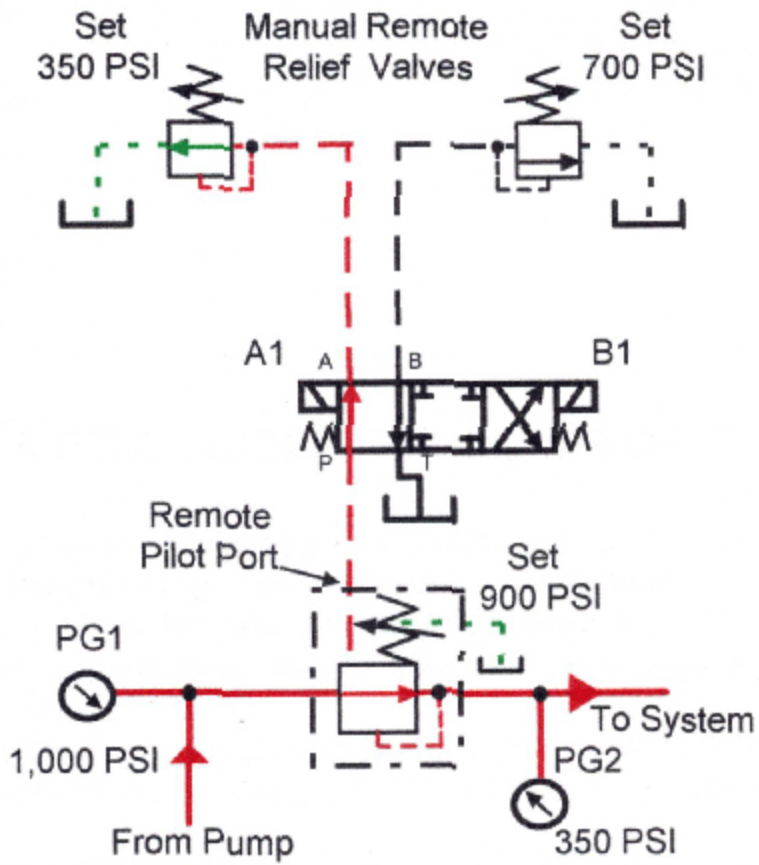 Set
350 PSI
Manual Remote
Relief Valves
Set
700 PSI
A1
A
B
B1
P
T
Remote
Pilot Port
Set
900 PSI
PG1
1,000 PSI
To System
PG2
From Pump
350 PSI